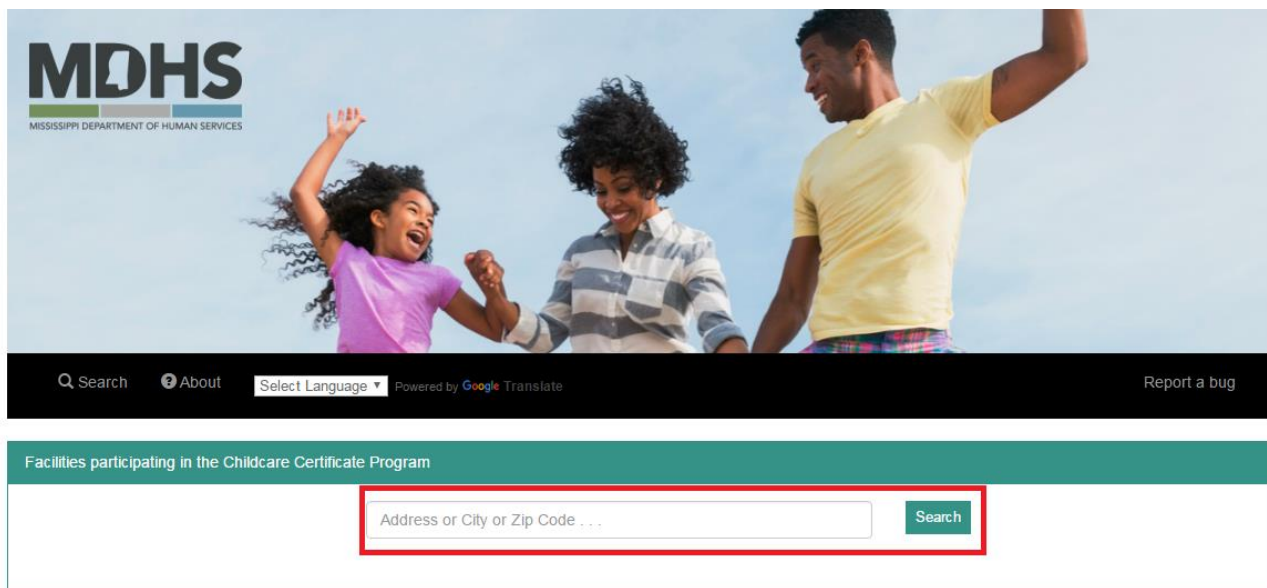 MDHS
MISSISSIPPI DEPARTMENT OF HUMAN SERVICES
Search About Select Language Powered by Google Translate Report a bug
Facilities participating in the Childcare Certificate Program
Address or City or Zip Code . . . Search